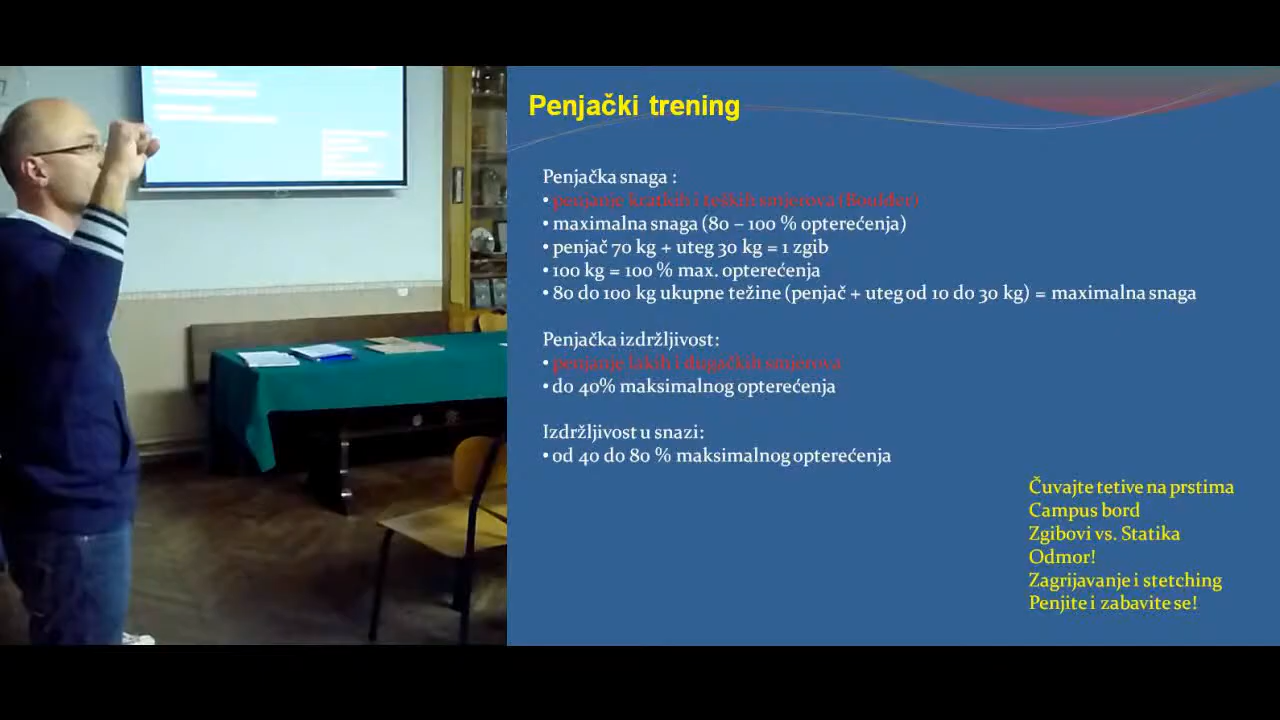 Penjački trening
Penjačka snaga :
• penjanje kratkih i teških smjerova (Boulder)
• maximalna snaga (80 – 100 % opterećenja)
• penjač 70 kg + uteg 30 kg = 1 zgib
• 100 kg = 100 % max. opterećenja
• 80 do 100 kg ukupne težine (penjač + uteg od 10 do 30 kg) = maximalna snaga
Penjačka izdržljivost:
• penjanje lakih i dugačkih smjerova
• do 40% maksimalnog opterećenja
Izdržljivost u snazi:
• od 40 do 80 % maksimalnog opterećenja
Čuvajte tetive na prstima
Campus bord
Zgibovi vs. Statika
Odmor!
Zagrijavanje i stetching
Penjite i zabavite se!